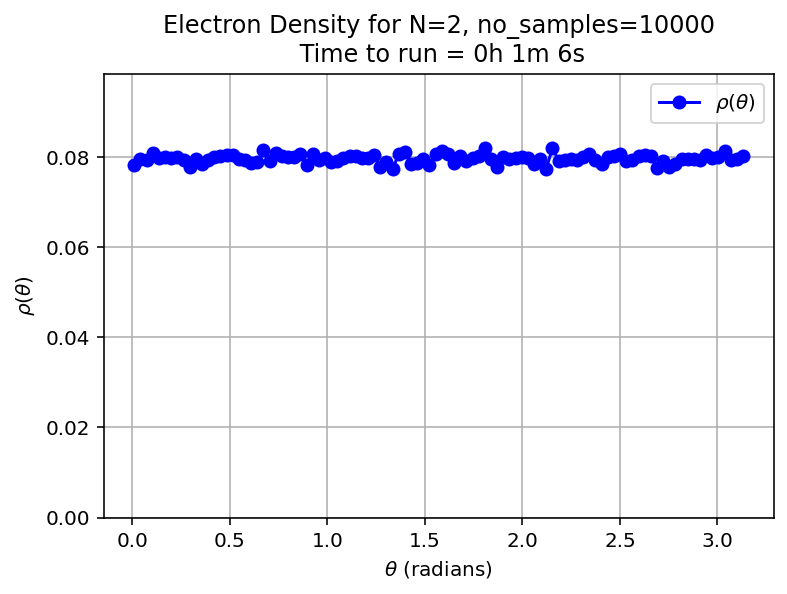 Electron Density for N=2, no_samples=10000
Time to run = 0h 1m 6s
ρ(θ)
ρ(θ)
0.08
0.06
0.04
0.02
0.00
0.0 0.5 1.0 1.5 2.0 2.5 3.0
θ (radians)